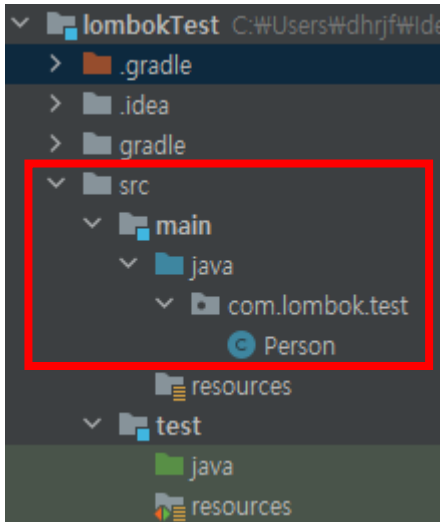 lombokTest C:₩Users₩dhrjf₩Ide
.gradle
.idea
gradle
src
main
java
com.lombok.test
C Person
resources
test
java
resources